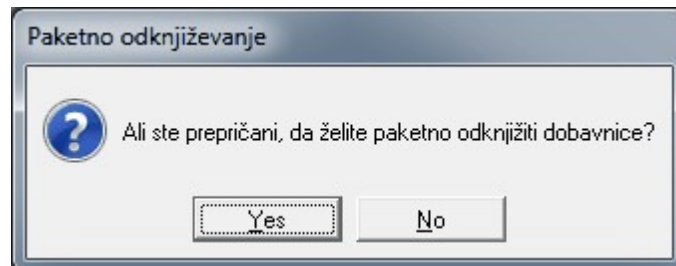 Paketno odknjiževanje
Ali ste prepričani, da želite paketno odknjižiti dobavnice?
Yes
No